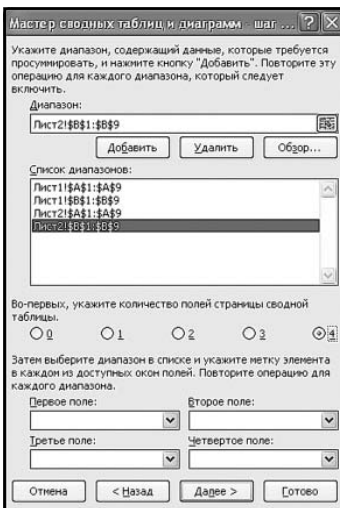 Мастер сводных таблиц и диаграмм - шаг ...
Укажите диапазон, содержащий данные, которые требуется
просуммировать, и нажмите кнопку "Добавить". Повторите эту
операцию для каждого диапазона, который следует
включить.
Диапазон:
Лист2!$B$1:$B$9
Добавить Удалить Обзор...
Список диапазонов:
Лист1!$A$1:$A$9
Лист1!$B$1:$B$9
Лист2!$A$1:$A$9
Лист2!$B$1:$B$9
Во-первых, укажите количество полей страницы сводной
таблицы.
0 1 2 3 4
Затем выберите диапазон в списке и укажите метку элемента
в каждом из доступных окон полей. Повторите операцию для
каждого диапазона.
Первое поле: Второе поле:
Третье поле: Четвертое поле:
Отмена < Назад Далее > Готово